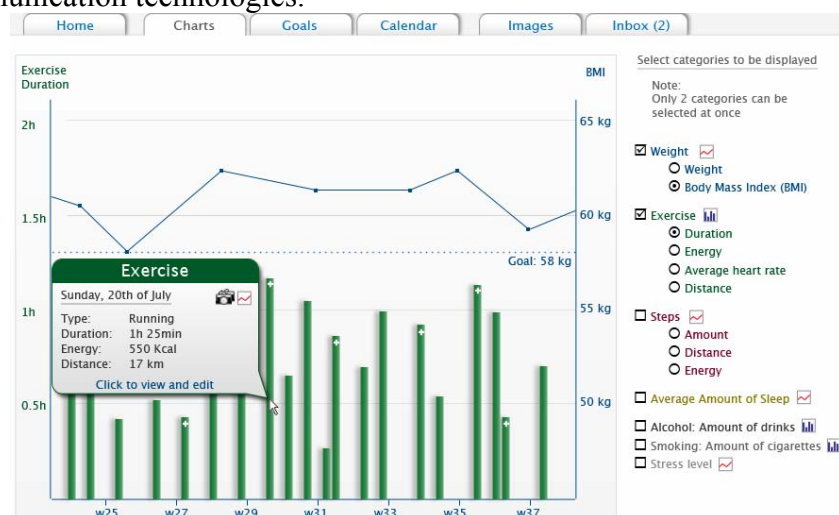 munication technologies.
Home Charts Goals Calendar Images Inbox (2)
Exercise
Duration
BMI
2h
1.5h
1h
0.5h
65 kg
60 kg
55 kg
50 kg
Goal: 58 kg
Exercise
Sunday, 20th of July
Type: Running
Duration: 1h 25min
Energy: 550 Kcal
Distance: 17 km
Click to view and edit
w25 w27 w29 w31 w33 w35 w37
Select categories to be displayed
Note:
Only 2 categories can be
selected at once
Weight
Weight
Body Mass Index (BMI)
Exercise
Duration
Energy
Average heart rate
Distance
Steps
Amount
Distance
Energy
Average Amount of Sleep
Alcohol: Amount of drinks
Smoking: Amount of cigarettes
Stress level